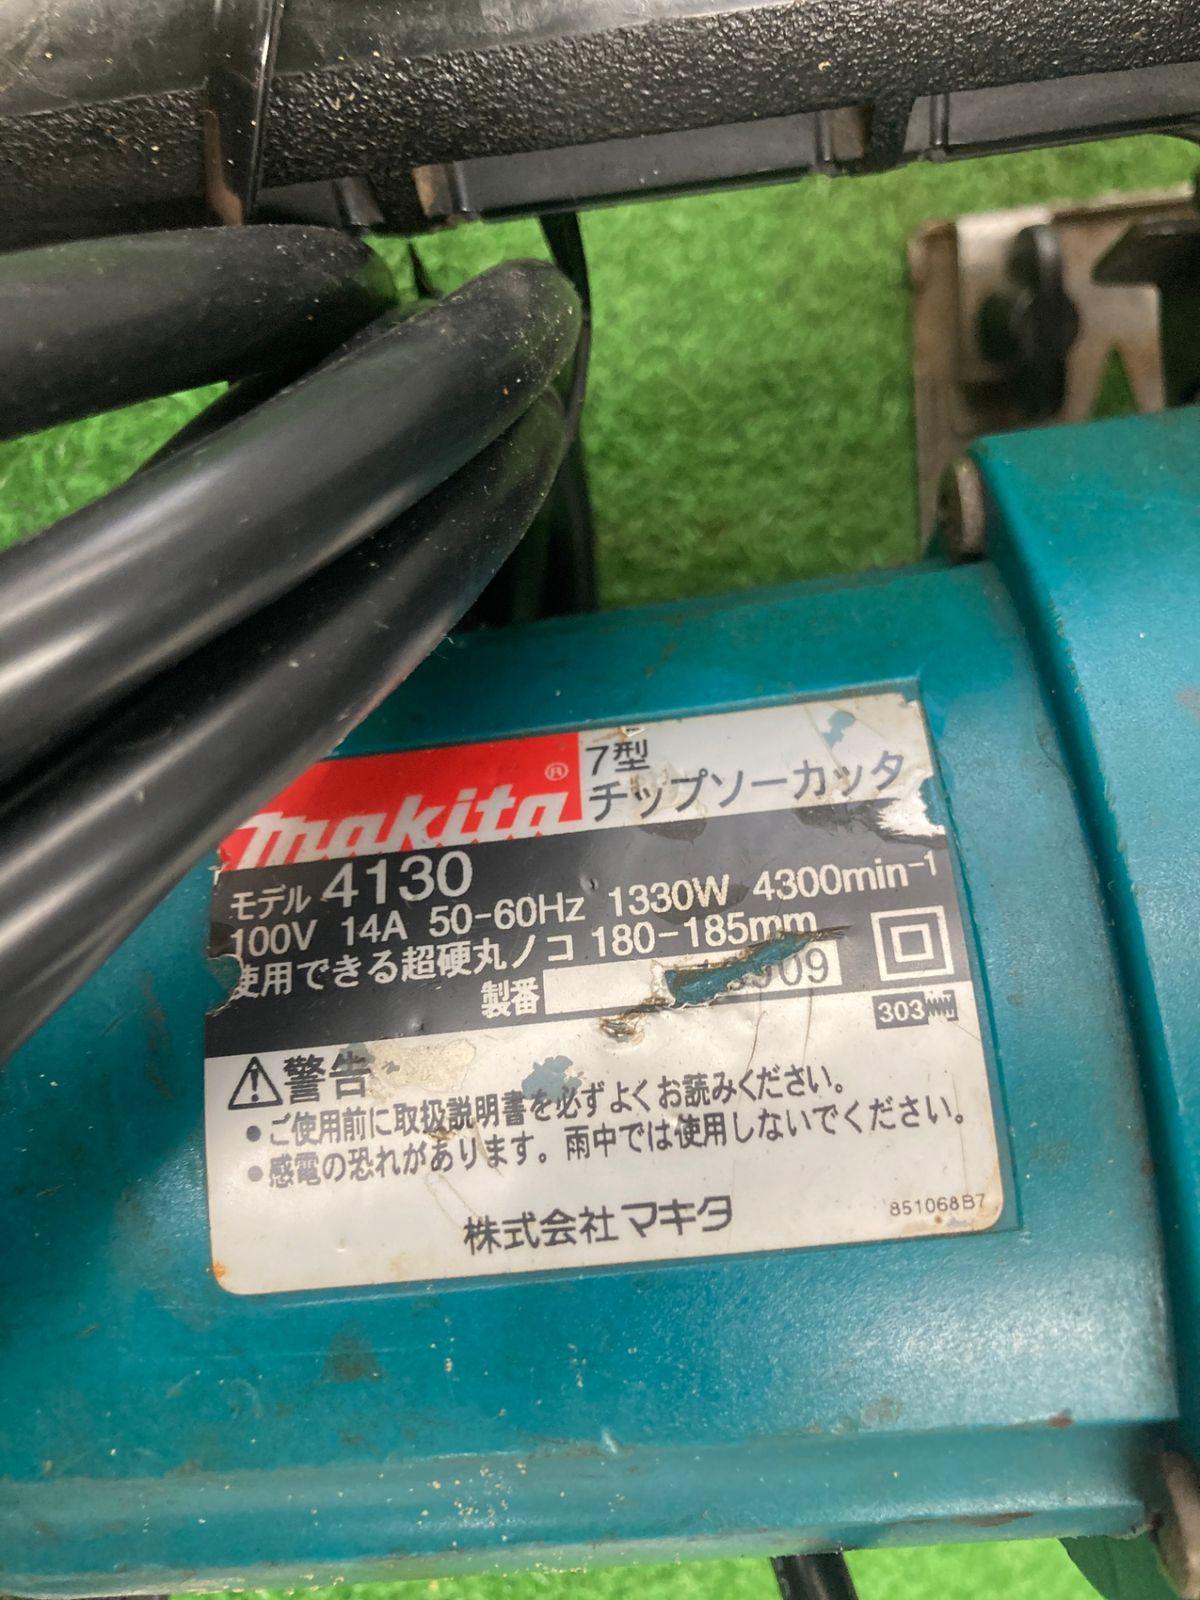 makita®
7型
チップソーカッタ
モデル 4130
100V 14A 50-60Hz 1330W 4300min⁻¹
使用できる超硬丸ノコ 180-185mm
製番
303
⚠警告
●ご使用前に取扱説明書を必ずよくお読みください。
●感電の恐れがあります。雨中では使用しないでください。
株式会社マキタ
851068B7